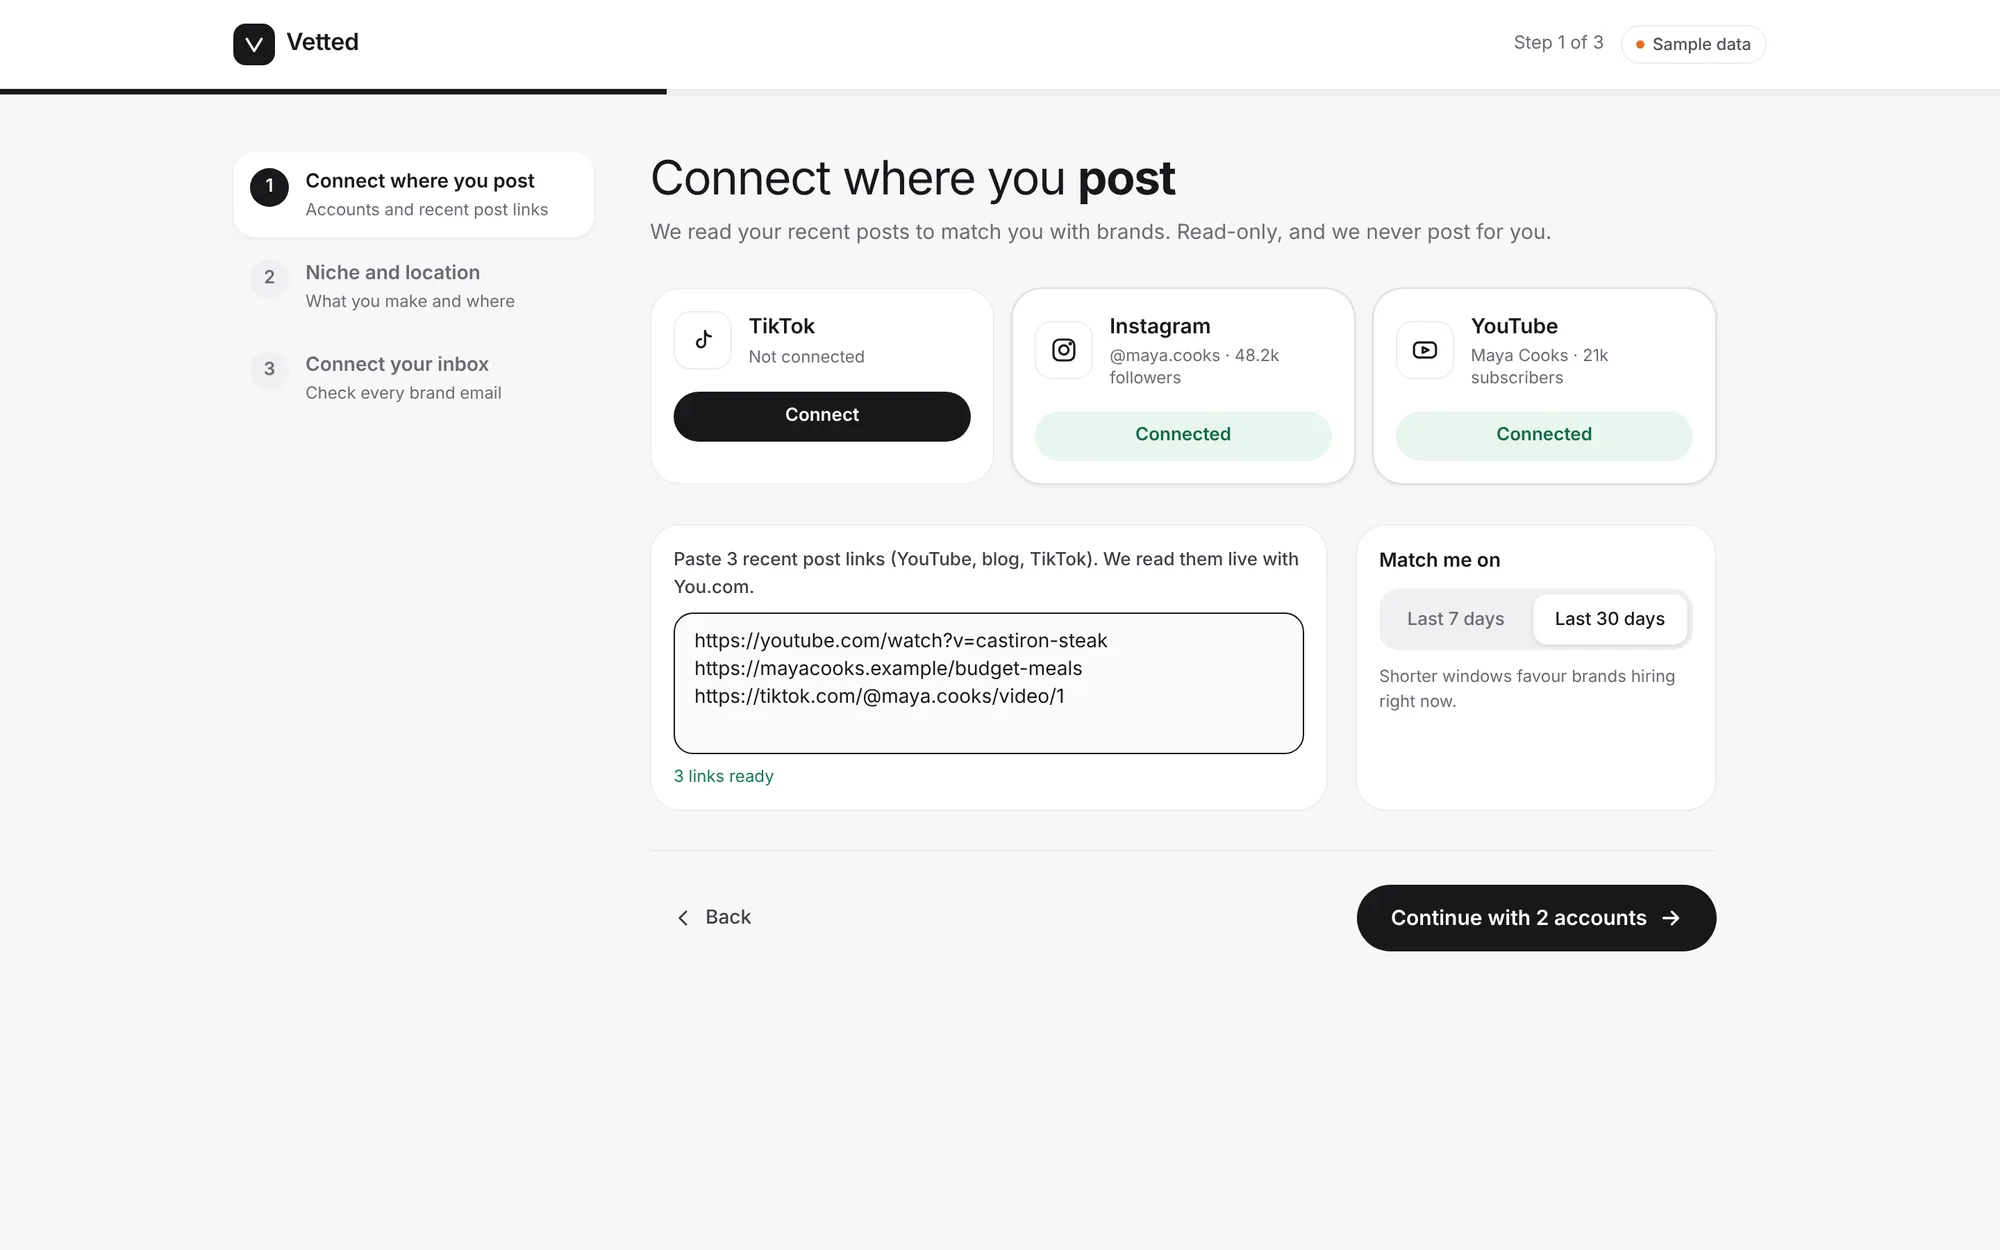 Vetted
Step 1 of 3
Sample data
1
Connect where you post
Accounts and recent post links
2
Niche and location
What you make and where
3
Connect your inbox
Check every brand email
Connect where you post
We read your recent posts to match you with brands. Read-only, and we never post for you.
TikTok
Not connected
Connect
Instagram
@maya.cooks · 48.2k
followers
Connected
YouTube
Maya Cooks · 21k
subscribers
Connected
Paste 3 recent post links (YouTube, blog, TikTok). We read them live with
You.com.
https://youtube.com/watch?v=castiron-steak
https://mayacooks.example/budget-meals
https://tiktok.com/@maya.cooks/video/1
3 links ready
Match me on
Last 7 days
Last 30 days
Shorter windows favour brands hiring
right now.
Back
Continue with 2 accounts